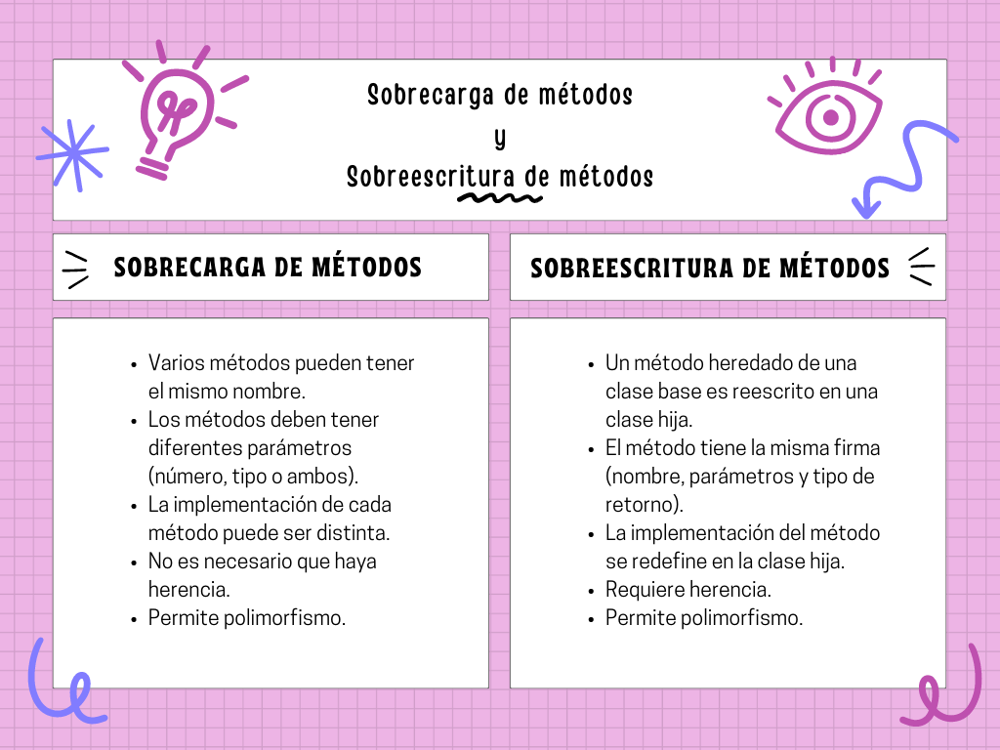 Sobrecarga de métodos
y
Sobreescritura de métodos
SOBRECARGA DE MÉTODOS
• Varios métodos pueden tener
el mismo nombre.
• Los métodos deben tener
diferentes parámetros
(número, tipo o ambos).
• La implementación de cada
método puede ser distinta.
• No es necesario que haya
herencia.
• Permite polimorfismo.
SOBREESCRITURA DE MÉTODOS
• Un método heredado de una
clase base es reescrito en una
clase hija.
• El método tiene la misma firma
(nombre, parámetros y tipo de
retorno).
• La implementación del método
se redefine en la clase hija.
• Requiere herencia.
• Permite polimorfismo.